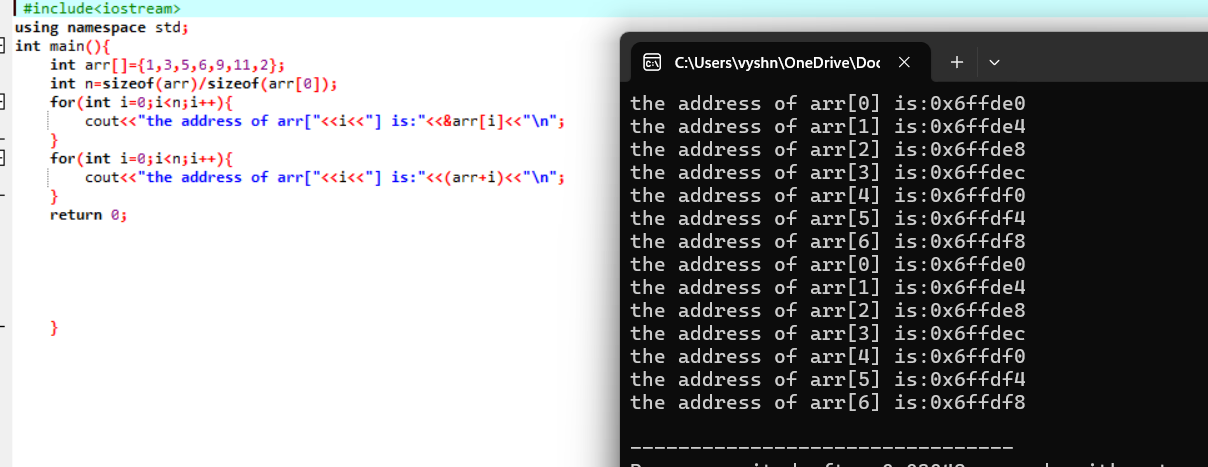 #include<iostream>
using namespace std;
int main(){
int arr[]={1,3,5,6,9,11,2};
int n=sizeof(arr)/sizeof(arr[0]);
for(int i=0;i<n;i++){
cout<<"the address of arr["<<i<<"] is:"<<&arr[i]<<"\n";
}
for(int i=0;i<n;i++){
cout<<"the address of arr["<<i<<"] is:"<<(arr+i)<<"\n";
}
return 0;
}
C:\Users\vyshn\OneDrive\Doc
the address of arr[0] is:0x6ffde0
the address of arr[1] is:0x6ffde4
the address of arr[2] is:0x6ffde8
the address of arr[3] is:0x6ffdec
the address of arr[4] is:0x6ffdf0
the address of arr[5] is:0x6ffdf4
the address of arr[6] is:0x6ffdf8
the address of arr[0] is:0x6ffde0
the address of arr[1] is:0x6ffde4
the address of arr[2] is:0x6ffde8
the address of arr[3] is:0x6ffdec
the address of arr[4] is:0x6ffdf0
the address of arr[5] is:0x6ffdf4
the address of arr[6] is:0x6ffdf8
--------------------------------